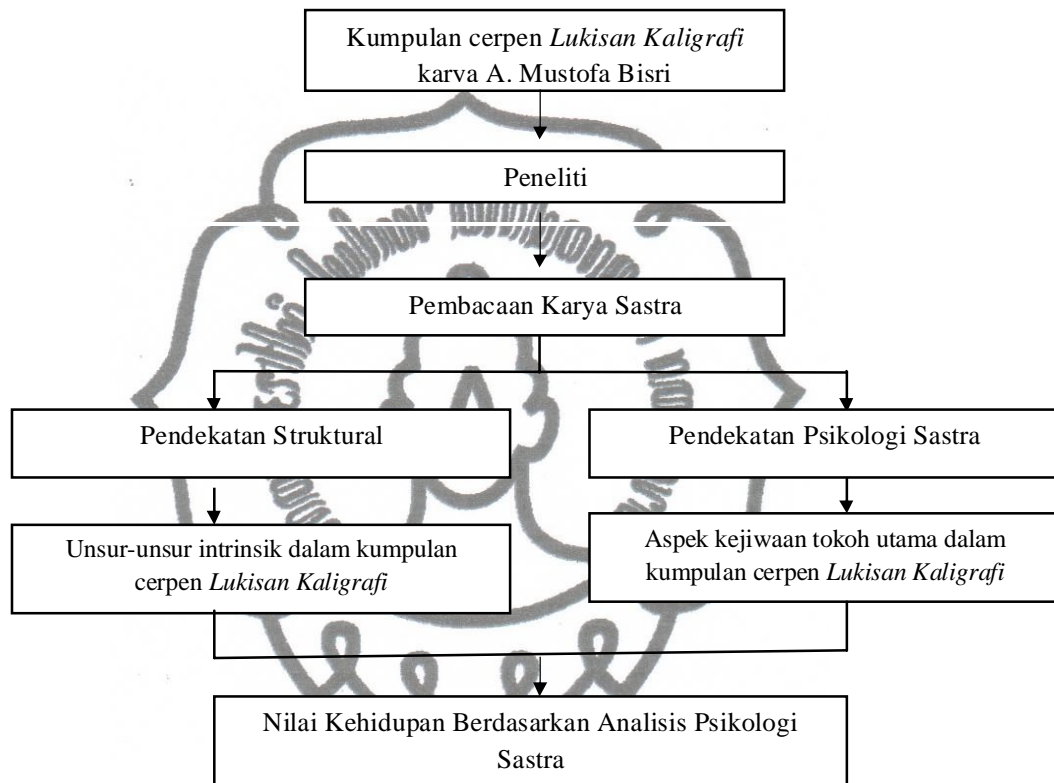 Kumpulan cerpen Lukisan Kaligrafi
karva A. Mustofa Bisri
Peneliti
Pembacaan Karya Sastra
Pendekatan Struktural
Pendekatan Psikologi Sastra
Unsur-unsur intrinsik dalam kumpulan
cerpen Lukisan Kaligrafi
Aspek kejiwaan tokoh utama dalam
kumpulan cerpen Lukisan Kaligrafi
Nilai Kehidupan Berdasarkan Analisis Psikologi
Sastra